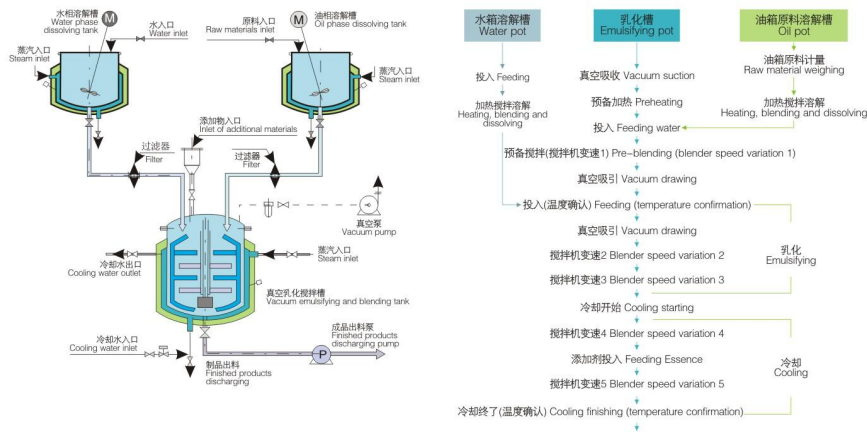 水相溶解槽
Water phase
dissolving tank
M
水入口
Water inlet
原料入口
Raw materials inlet
M
油相溶解槽
Oil phase dissolving tank
蒸汽入口
Steam inlet
蒸汽入口
Steam inlet
添加物入口
Inlet of additional materials
过滤器
Filter
过滤器
Filter
真空泵
Vacuum pump
冷却水出口
Cooling water outlet
蒸汽入口
Steam inlet
真空乳化搅拌槽
Vacuum emulsifying and blending tank
冷却水入口
Cooling water inlet
制品出料
Finished products
discharging
P
成品出料泵
Finished products
discharging pump
水箱溶解槽
Water pot
乳化槽
Emulsifying pot
油箱原料溶解槽
Oil pot
投入 Feeding
加热搅拌溶解
Heating, blending and
dissolving
真空吸收 Vacuum suction
预备加热 Preheating
投入 Feeding water
油箱原料计量
Raw material weighing
加热搅拌溶解
Heating, blending and dissolving
预备搅拌(搅拌机变速1) Pre-blending (blender speed variation 1)
真空吸引 Vacuum drawing
投入(温度确认) Feeding (temperature confirmation)
真空吸引 Vacuum drawing
搅拌机变速2 Blender speed variation 2
搅拌机变速3 Blender speed variation 3
乳化
Emulsifying
冷却开始 Cooling starting
搅拌机变速4 Blender speed variation 4
添加剂投入 Feeding Essence
搅拌机变速5 Blender speed variation 5
冷却
Cooling
冷却终了(温度确认) Cooling finishing (temperature confirmation)